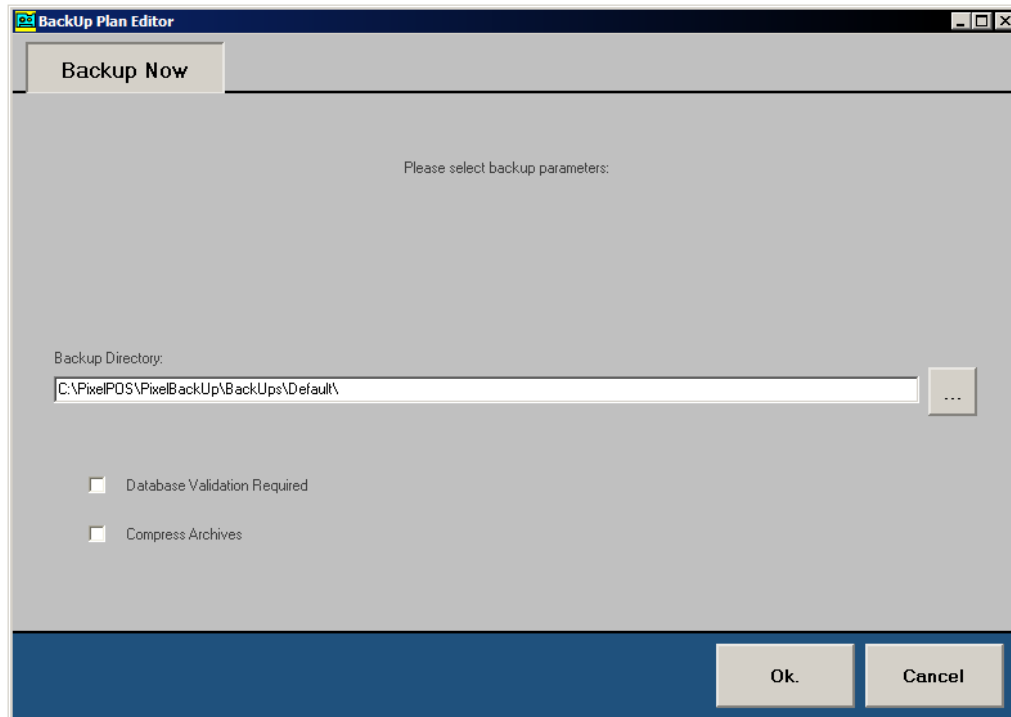 BackUp Plan Editor
Backup Now
Please select backup parameters:
Backup Directory:
C:\PixelPOS\PixelBackUp\BackUps\Default\
...
Database Validation Required
Compress Archives
Ok.
Cancel